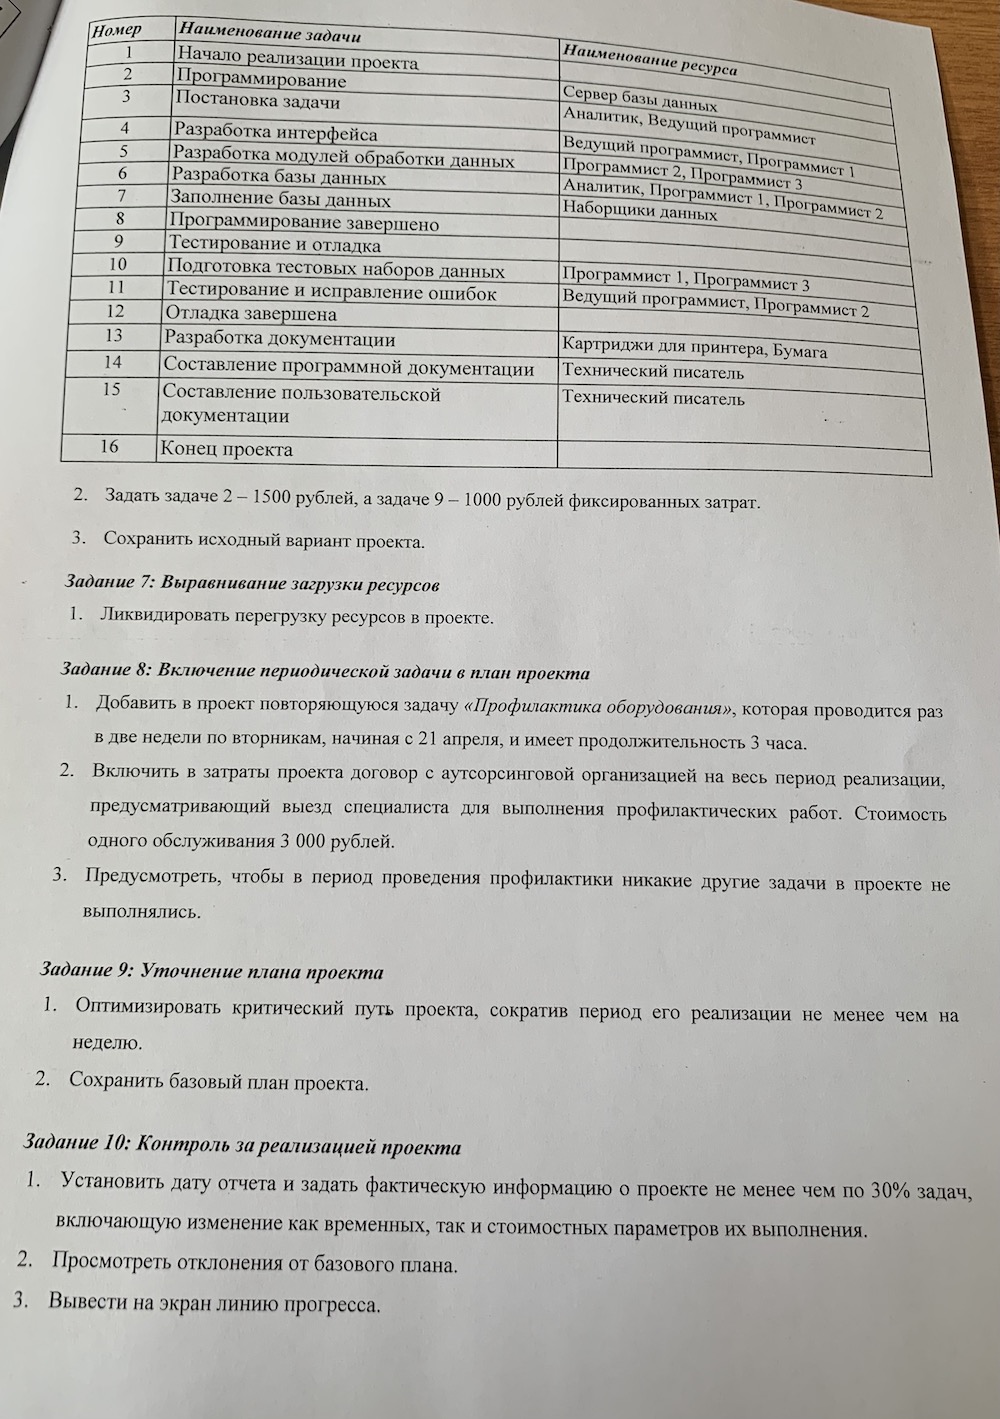 Номер Наименование задачи Наименование ресурса
1 Начало реализации проекта
2 Программирование Сервер базы данных
3 Постановка задачи Аналитик, Ведущий программист
4 Разработка интерфейса Ведущий программист, Программист 1
5 Разработка модулей обработки данных Программист 2, Программист 3
6 Разработка базы данных Аналитик, Программист 1, Программист 2
7 Заполнение базы данных Наборщики данных
8 Программирование завершено
9 Тестирование и отладка
10 Подготовка тестовых наборов данных Программист 1, Программист 3
11 Тестирование и исправление ошибок Ведущий программист, Программист 2
12 Отладка завершена
13 Разработка документации Картриджи для принтера, Бумага
14 Составление программной документации Технический писатель
15 Составление пользовательской Технический писатель
документации
16 Конец проекта
2. Задать задаче 2 – 1500 рублей, а задаче 9 – 1000 рублей фиксированных затрат.
3. Сохранить исходный вариант проекта.
Задание 7: Выравнивание загрузки ресурсов
1. Ликвидировать перегрузку ресурсов в проекте.
Задание 8: Включение периодической задачи в план проекта
1. Добавить в проект повторяющуюся задачу «Профилактика оборудования», которая проводится раз
в две недели по вторникам, начиная с 21 апреля, и имеет продолжительность 3 часа.
2. Включить в затраты проекта договор с аутсорсинговой организацией на весь период реализации,
предусматривающий выезд специалиста для выполнения профилактических работ. Стоимость
одного обслуживания 3 000 рублей.
3. Предусмотреть, чтобы в период проведения профилактики никакие другие задачи в проекте не
выполнялись.
Задание 9: Уточнение плана проекта
1. Оптимизировать критический путь проекта, сократив период его реализации не менее чем на
неделю.
2. Сохранить базовый план проекта.
Задание 10: Контроль за реализацией проекта
1. Установить дату отчета и задать фактическую информацию о проекте не менее чем по 30% задач,
включающую изменение как временных, так и стоимостных параметров их выполнения.
2. Просмотреть отклонения от базового плана.
3. Вывести на экран линию прогресса.